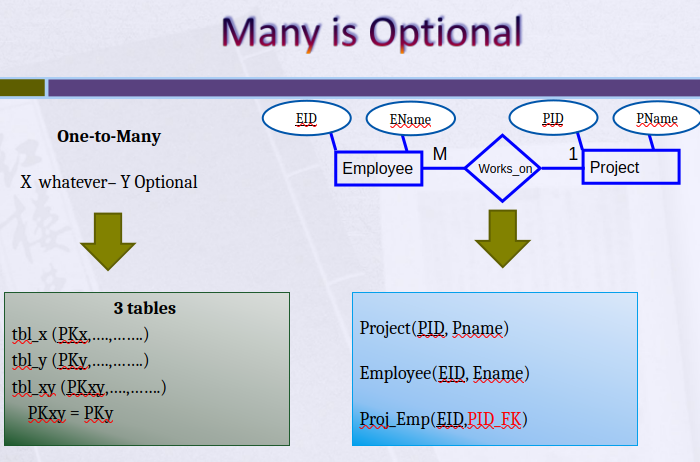 Many is Optional
One-to-Many
X whatever– Y Optional
EID
EName
PID
PName
Employee
M
Works_on
1
Project
3 tables
tbl_x (PKx,....,.......)
tbl_y (PKy,....,.......)
tbl_xy (PKxy,....,.......)
PKxy = PKy
Project(PID, Pname)
Employee(EID, Ename)
Proj_Emp(EID,PID_FK)